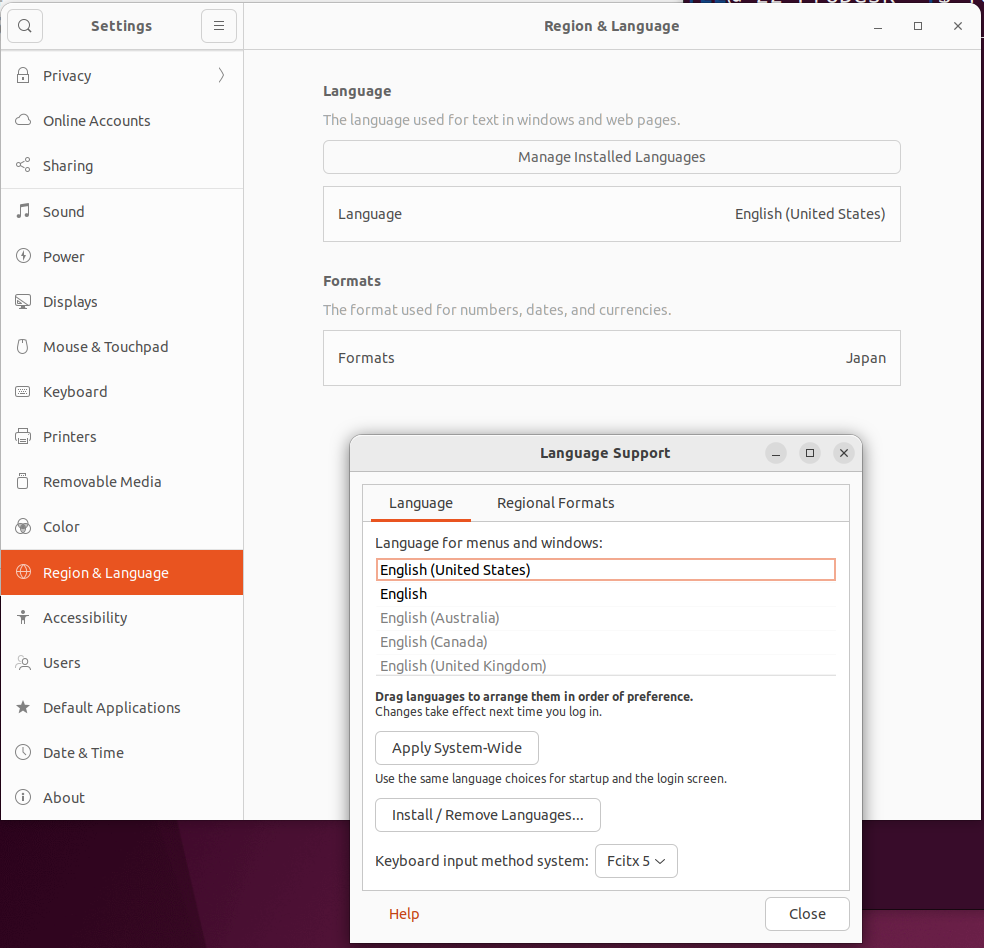 Settings
Region & Language
Privacy
Online Accounts
Sharing
Sound
Power
Displays
Mouse & Touchpad
Keyboard
Printers
Removable Media
Color
Region & Language
Accessibility
Users
Default Applications
Date & Time
About
Language
The language used for text in windows and web pages.
Manage Installed Languages
Language English (United States)
Formats
The format used for numbers, dates, and currencies.
Formats Japan
Language Support
Language Regional Formats
Language for menus and windows:
English (United States)
English
English (Australia)
English (Canada)
English (United Kingdom)
Drag languages to arrange them in order of preference.
Changes take effect next time you log in.
Apply System-Wide
Use the same language choices for startup and the login screen.
Install / Remove Languages...
Keyboard input method system: Fcitx 5
Help Close